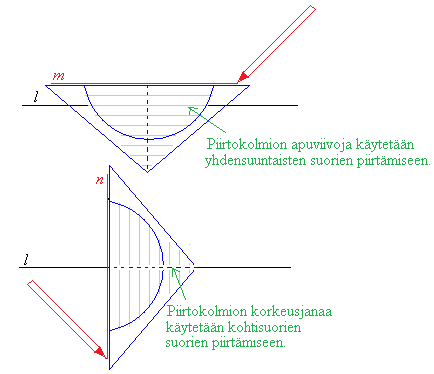 m
l
Piirtokolmion apuviivoja käytetään
yhdensuuntaisten suorien piirtämiseen.
n
l
Piirtokolmion korkeusjanaa
käytetään kohtisuorien
suorien piirtämiseen.